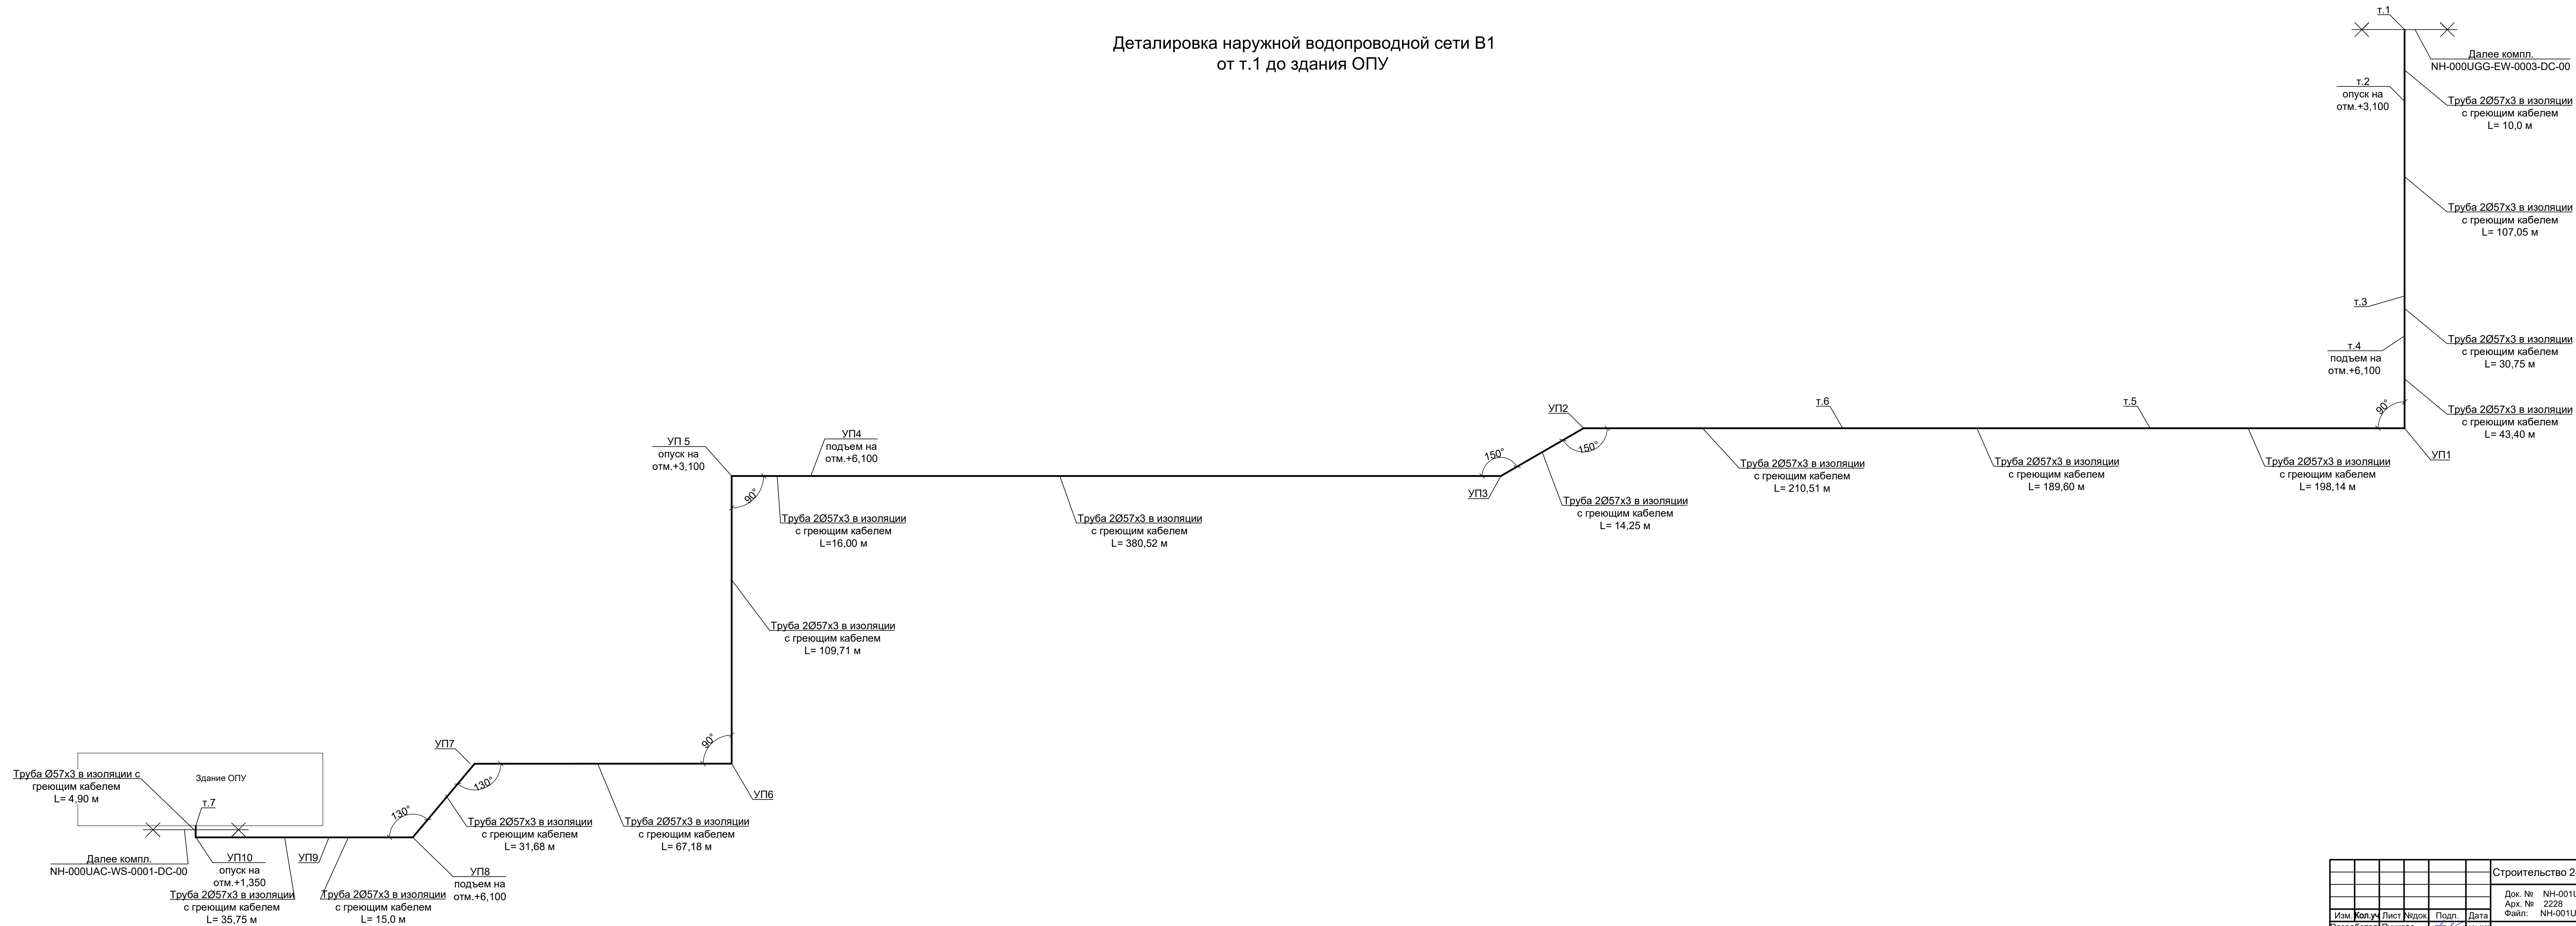 Деталировка наружной водопроводной сети В1
от т.1 до здания ОПУ
т.1
Далее компл.
NH-000UGG-EW-0003-DC-00
т.2
опуск на
отм.+3,100
Труба 2Ø57х3 в изоляции
с греющим кабелем
L= 10,0 м
Труба 2Ø57х3 в изоляции
с греющим кабелем
L= 107,05 м
т.3
Труба 2Ø57х3 в изоляции
с греющим кабелем
L= 30,75 м
т.4
подъем на
отм.+6,100
Труба 2Ø57х3 в изоляции
с греющим кабелем
L= 43,40 м
90°
УП1
Труба 2Ø57х3 в изоляции
с греющим кабелем
L= 198,14 м
т.5
Труба 2Ø57х3 в изоляции
с греющим кабелем
L= 189,60 м
т.6
Труба 2Ø57х3 в изоляции
с греющим кабелем
L= 210,51 м
УП2
150°
Труба 2Ø57х3 в изоляции
с греющим кабелем
L= 14,25 м
150°
УП3
Труба 2Ø57х3 в изоляции
с греющим кабелем
L= 380,52 м
УП4
подъем на
отм.+6,100
Труба 2Ø57х3 в изоляции
с греющим кабелем
L=16,00 м
УП 5
опуск на
отм.+3,100
90°
Труба 2Ø57х3 в изоляции
с греющим кабелем
L= 109,71 м
90°
УП6
Труба 2Ø57х3 в изоляции
с греющим кабелем
L= 67,18 м
УП7
130°
Труба 2Ø57х3 в изоляции
с греющим кабелем
L= 31,68 м
130°
УП8
подъем на
отм.+6,100
Труба 2Ø57х3 в изоляции
с греющим кабелем
L= 15,0 м
УП9
Труба 2Ø57х3 в изоляции
с греющим кабелем
L= 35,75 м
УП10
опуск на
отм.+1,350
Здание ОПУ
т.7
Труба Ø57х3 в изоляции с
греющим кабелем
L= 4,90 м
Далее компл.
NH-000UAC-WS-0001-DC-00
Строительство 2-
Док. № NH-001U
Арх. № 2228
Файл: NH-001U
Изм. Кол.уч Лист №док. Подп. Дата